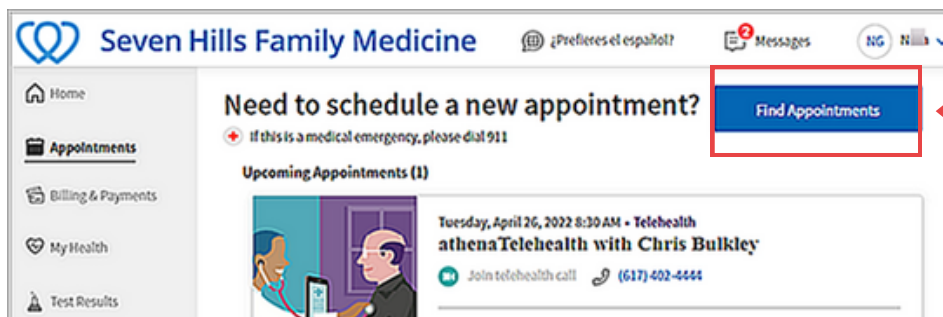 Seven Hills Family Medicine
¿Prefieres el español?
2
Messages
NG
Home
Need to schedule a new appointment?
Find Appointments
If this is a medical emergency, please dial 911
Appointments
Upcoming Appointments (1)
Billing & Payments
Tuesday, April 26, 2022 8:30 AM • Telehealth
athenaTelehealth with Chris Bulkley
My Health
Join telehealth call
(617) 402-4444
Test Results